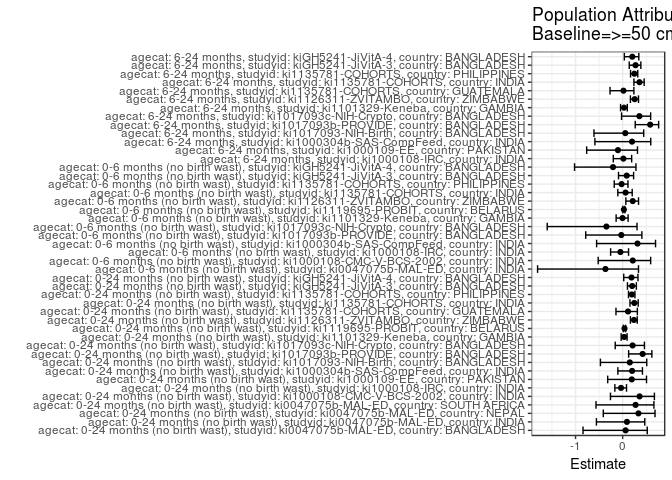 Population Attribu
Baseline=>=50 cm
agecat: 6-24 months, studyid: kiGH5241-JiVitA-4, country: BANGLADESH
agecat: 6-24 months, studyid: kiGH5241-JiVitA-3, country: BANGLADESH
agecat: 6-24 months, studyid: ki1135781-COHORTS, country: PHILIPPINES
agecat: 6-24 months, studyid: ki1135781-COHORTS, country: INDIA
agecat: 6-24 months, studyid: ki1135781-COHORTS, country: GUATEMALA
agecat: 6-24 months, studyid: ki1126311-ZVITAMBO, country: ZIMBABWE
agecat: 6-24 months, studyid: ki1101329-Keneba, country: GAMBIA
agecat: 6-24 months, studyid: ki1017093c-NIH-Crypto, country: BANGLADESH
agecat: 6-24 months, studyid: ki1017093b-PROVIDE, country: BANGLADESH
agecat: 6-24 months, studyid: ki1017093-NIH-Birth, country: BANGLADESH
agecat: 6-24 months, studyid: ki1000304b-SAS-CompFeed, country: INDIA
agecat: 6-24 months, studyid: ki1000109-EE, country: PAKISTAN
agecat: 6-24 months, studyid: ki1000108-IRC, country: INDIA
agecat: 0-6 months (no birth wast), studyid: kiGH5241-JiVitA-4, country: BANGLADESH
agecat: 0-6 months (no birth wast), studyid: kiGH5241-JiVitA-3, country: BANGLADESH
agecat: 0-6 months (no birth wast), studyid: ki1135781-COHORTS, country: PHILIPPINES
agecat: 0-6 months (no birth wast), studyid: ki1135781-COHORTS, country: INDIA
agecat: 0-6 months (no birth wast), studyid: ki1126311-ZVITAMBO, country: ZIMBABWE
agecat: 0-6 months (no birth wast), studyid: ki1119695-PROBIT, country: BELARUS
agecat: 0-6 months (no birth wast), studyid: ki1101329-Keneba, country: GAMBIA
agecat: 0-6 months (no birth wast), studyid: ki1017093c-NIH-Crypto, country: BANGLADESH
agecat: 0-6 months (no birth wast), studyid: ki1017093b-PROVIDE, country: BANGLADESH
agecat: 0-6 months (no birth wast), studyid: ki1000304b-SAS-CompFeed, country: INDIA
agecat: 0-6 months (no birth wast), studyid: ki1000108-IRC, country: INDIA
agecat: 0-6 months (no birth wast), studyid: ki1000108-CMC-V-BCS-2002, country: INDIA
agecat: 0-6 months (no birth wast), studyid: ki0047075b-MAL-ED, country: INDIA
agecat: 0-24 months (no birth wast), studyid: kiGH5241-JiVitA-4, country: BANGLADESH
agecat: 0-24 months (no birth wast), studyid: kiGH5241-JiVitA-3, country: BANGLADESH
agecat: 0-24 months (no birth wast), studyid: ki1135781-COHORTS, country: PHILIPPINES
agecat: 0-24 months (no birth wast), studyid: ki1135781-COHORTS, country: INDIA
agecat: 0-24 months (no birth wast), studyid: ki1135781-COHORTS, country: GUATEMALA
agecat: 0-24 months (no birth wast), studyid: ki1126311-ZVITAMBO, country: ZIMBABWE
agecat: 0-24 months (no birth wast), studyid: ki1119695-PROBIT, country: BELARUS
agecat: 0-24 months (no birth wast), studyid: ki1101329-Keneba, country: GAMBIA
agecat: 0-24 months (no birth wast), studyid: ki1017093c-NIH-Crypto, country: BANGLADESH
agecat: 0-24 months (no birth wast), studyid: ki1017093b-PROVIDE, country: BANGLADESH
agecat: 0-24 months (no birth wast), studyid: ki1017093-NIH-Birth, country: BANGLADESH
agecat: 0-24 months (no birth wast), studyid: ki1000304b-SAS-CompFeed, country: INDIA
agecat: 0-24 months (no birth wast), studyid: ki1000109-EE, country: PAKISTAN
agecat: 0-24 months (no birth wast), studyid: ki1000108-IRC, country: INDIA
agecat: 0-24 months (no birth wast), studyid: ki1000108-CMC-V-BCS-2002, country: INDIA
agecat: 0-24 months (no birth wast), studyid: ki0047075b-MAL-ED, country: SOUTH AFRICA
agecat: 0-24 months (no birth wast), studyid: ki0047075b-MAL-ED, country: NEPAL
agecat: 0-24 months (no birth wast), studyid: ki0047075b-MAL-ED, country: INDIA
agecat: 0-24 months (no birth wast), studyid: ki0047075b-MAL-ED, country: BANGLADESH
-1 0
Estimate